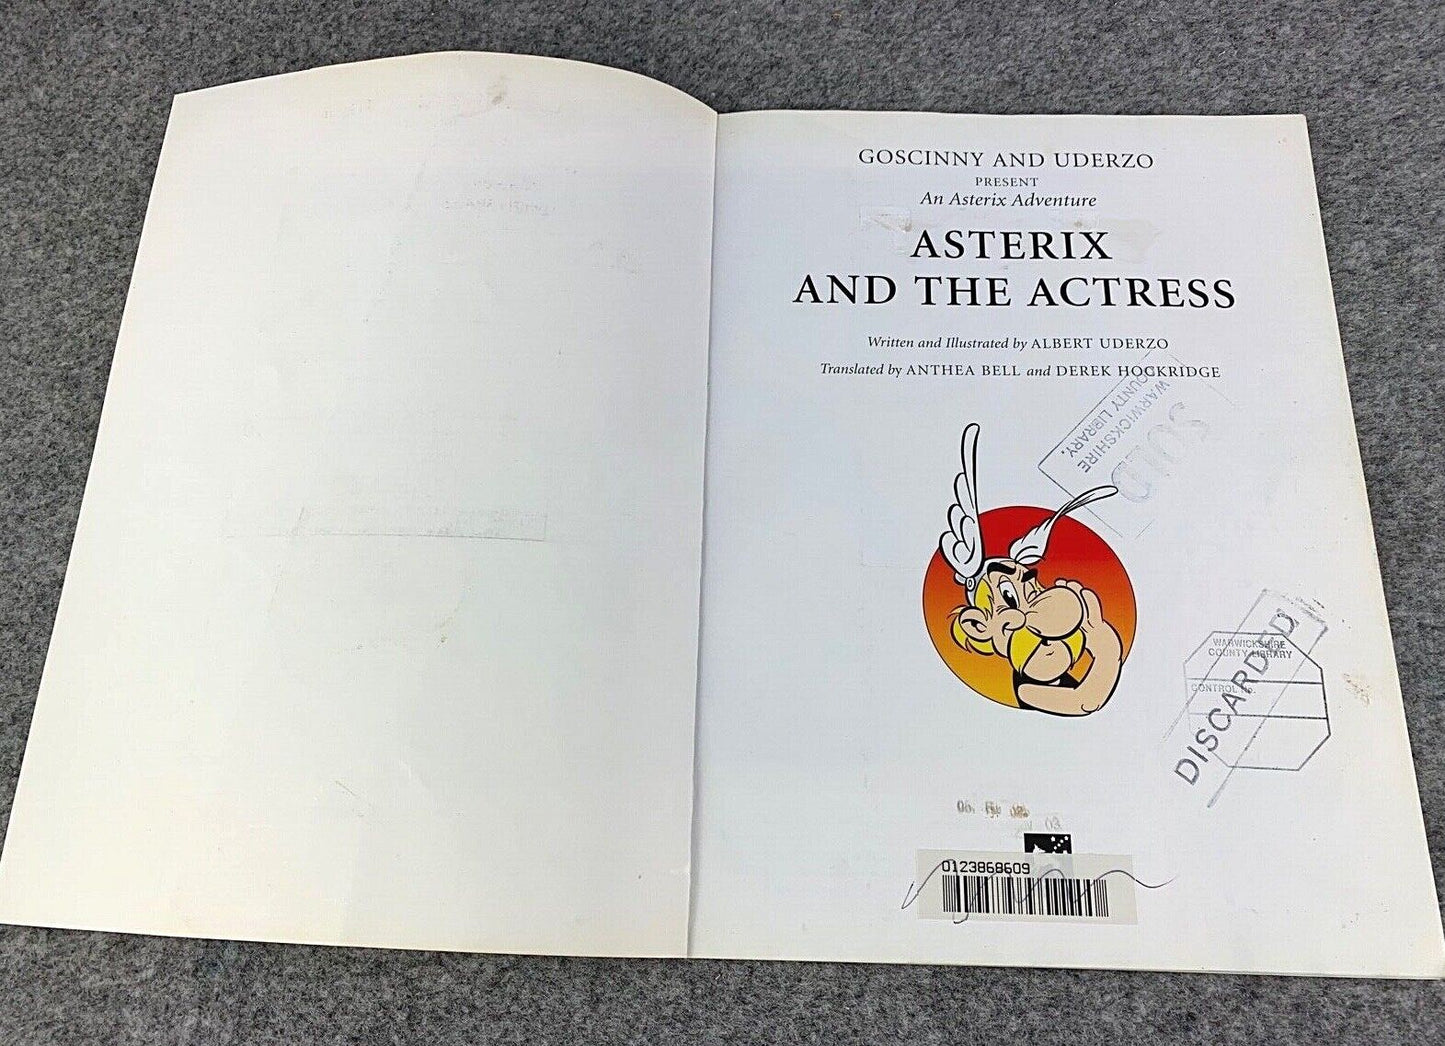 GOSCINNY AND UDERZO
PRESENT
An Asterix Adventure
ASTERIX
AND THE ACTRESS
Written and Illustrated by ALBERT UDERZO
Translated by ANTHEA BELL and DEREK HOCKRIDGE
WARWICKSHIRE
COUNTY LIBRARY.
SOLD
WARWICKSHIRE
COUNTY LIBRARY
CONTROL No.
DISCARDED
0123868609